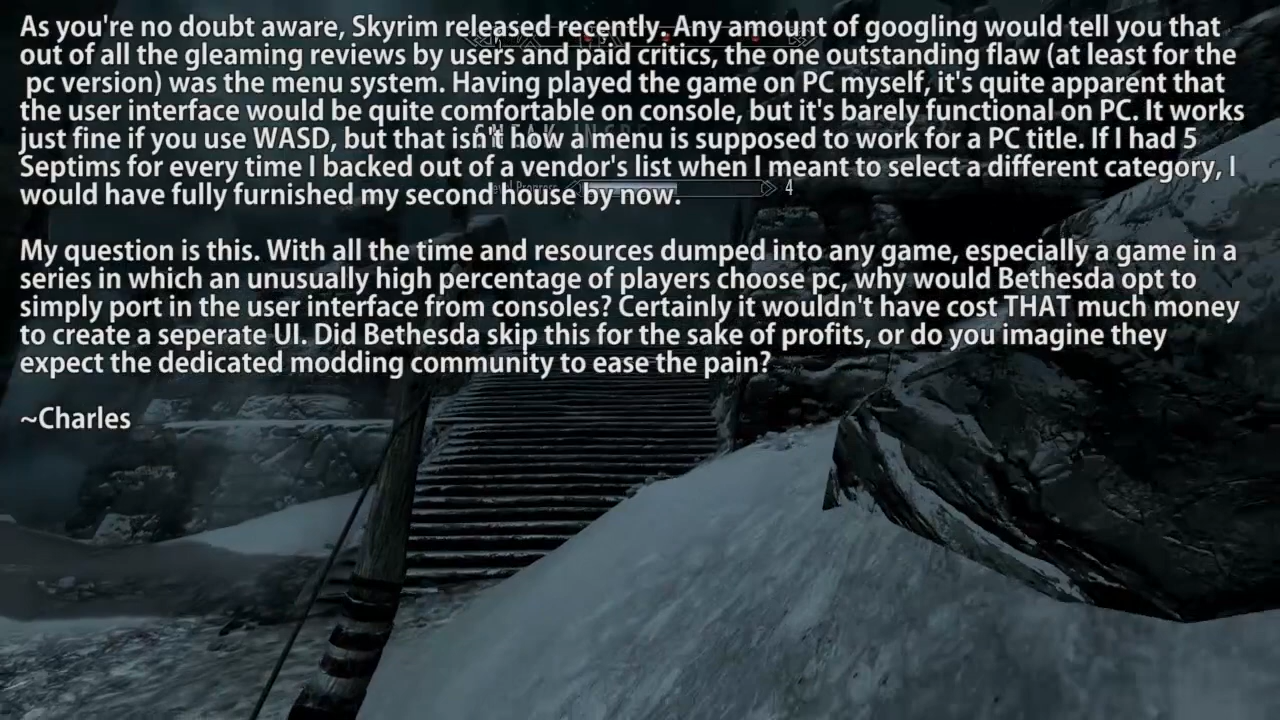 As you're no doubt aware, Skyrim released recently. Any amount of googling would tell you that
out of all the gleaming reviews by users and paid critics, the one outstanding flaw (at least for the
pc version) was the menu system. Having played the game on PC myself, it's quite apparent that
the user interface would be quite comfortable on console, but it's barely functional on PC. It works
just fine if you use WASD, but that isn't how a menu is supposed to work for a PC title. If I had 5
Septims for every time I backed out of a vendor's list when I meant to select a different category, I
would have fully furnished my second house by now.
Progress 4
My question is this. With all the time and resources dumped into any game, especially a game in a
series in which an unusually high percentage of players choose pc, why would Bethesda opt to
simply port in the user interface from consoles? Certainly it wouldn't have cost THAT much money
to create a seperate UI. Did Bethesda skip this for the sake of profits, or do you imagine they
expect the dedicated modding community to ease the pain?
~Charles